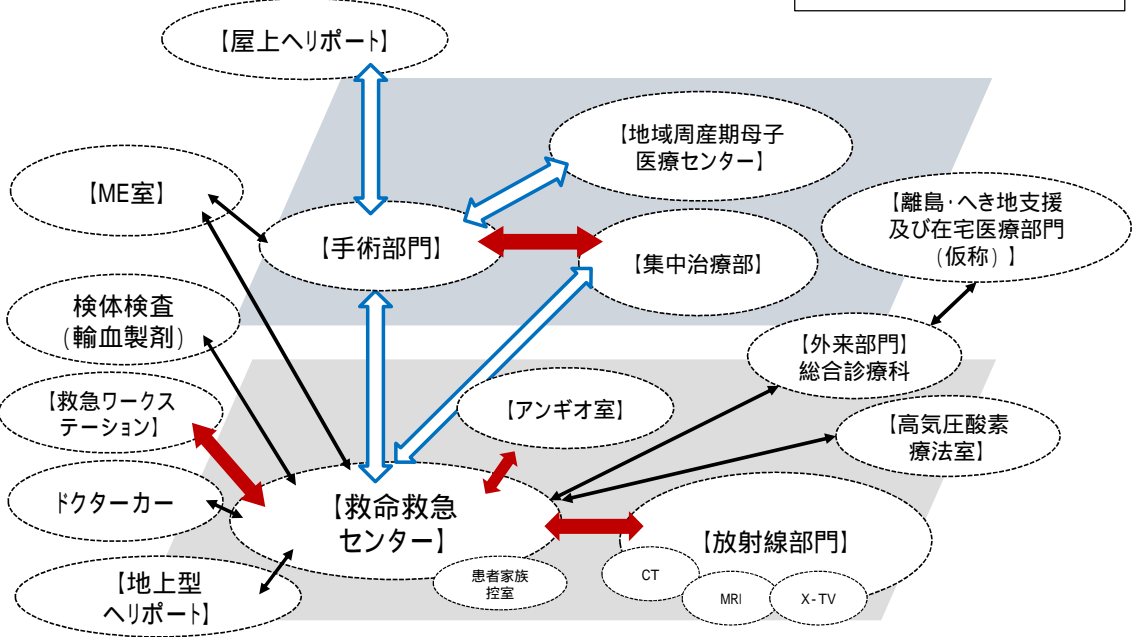 【屋上ヘリポート】
【地域周産期母子
医療センター】
【ME室】
【離島・へき地支援
及び在宅医療部門
(仮称) 】
【手術部門】
【集中治療部】
検体検査
(輸血製剤)
【外来部門】
総合診療科
【救急ワークス
テーション】
【アンギオ室】
【高気圧酸素
療法室】
ドクターカー
【救命救急
センター】
【放射線部門】
【地上型
ヘリポート】
患者家族
控室
CT
MRI
X-TV